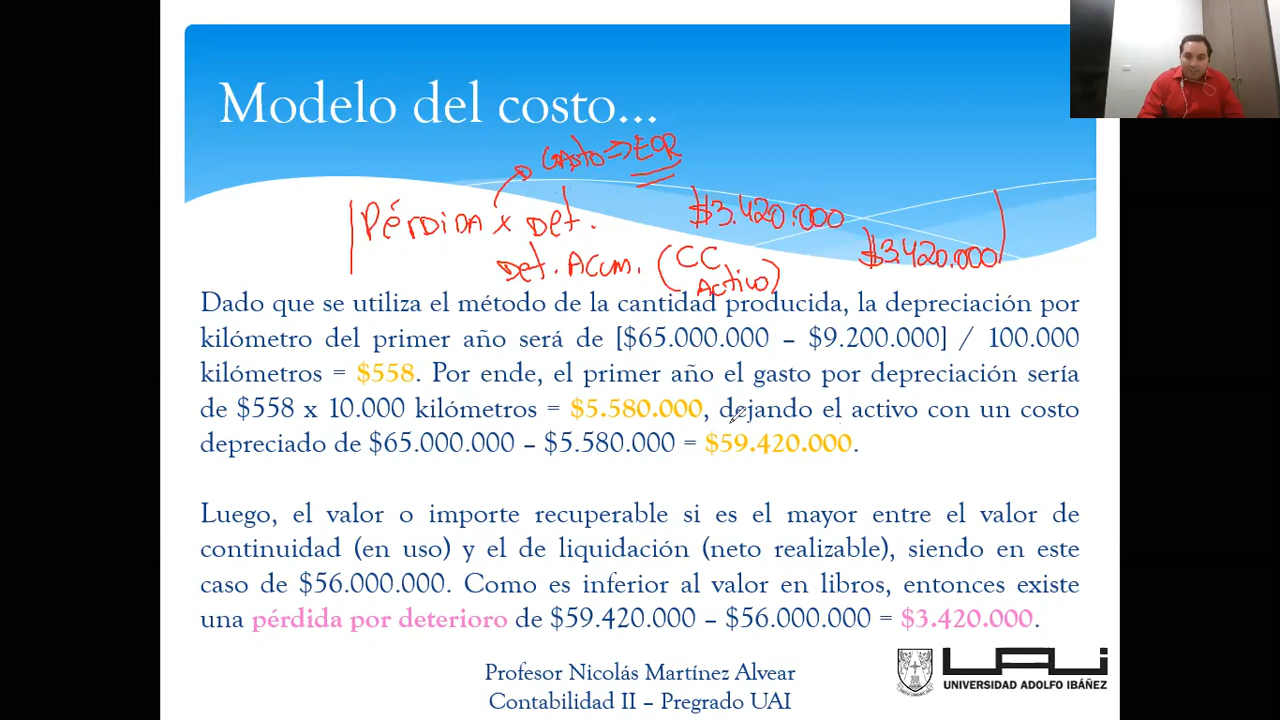 Modelo del costo...
GASTO => EOR
PÉRDIDA x Det. $3.420.000
Det. Acum. (CC Activo) $3.420.000
Dado que se utiliza el método de la cantidad producida, la depreciación por
kilómetro del primer año será de [$65.000.000 – $9.200.000] / 100.000
kilómetros = $558. Por ende, el primer año el gasto por depreciación sería
de $558 x 10.000 kilómetros = $5.580.000, dejando el activo con un costo
depreciado de $65.000.000 – $5.580.000 = $59.420.000.
Luego, el valor o importe recuperable si es el mayor entre el valor de
continuidad (en uso) y el de liquidación (neto realizable), siendo en este
caso de $56.000.000. Como es inferior al valor en libros, entonces existe
una pérdida por deterioro de $59.420.000 – $56.000.000 = $3.420.000.
Profesor Nicolás Martínez Alvear
Contabilidad II – Pregrado UAI
UAI
UNIVERSIDAD ADOLFO IBÁÑEZ